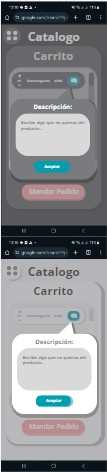 Catalogo
Carrito
Descripción:
Escribe algo que no quieras del
producto...
Aceptar
Mandar Pedido
Catalogo
Carrito
Descripción:
Escribe algo que no quieras del
producto...
Aceptar
Mandar Pedido